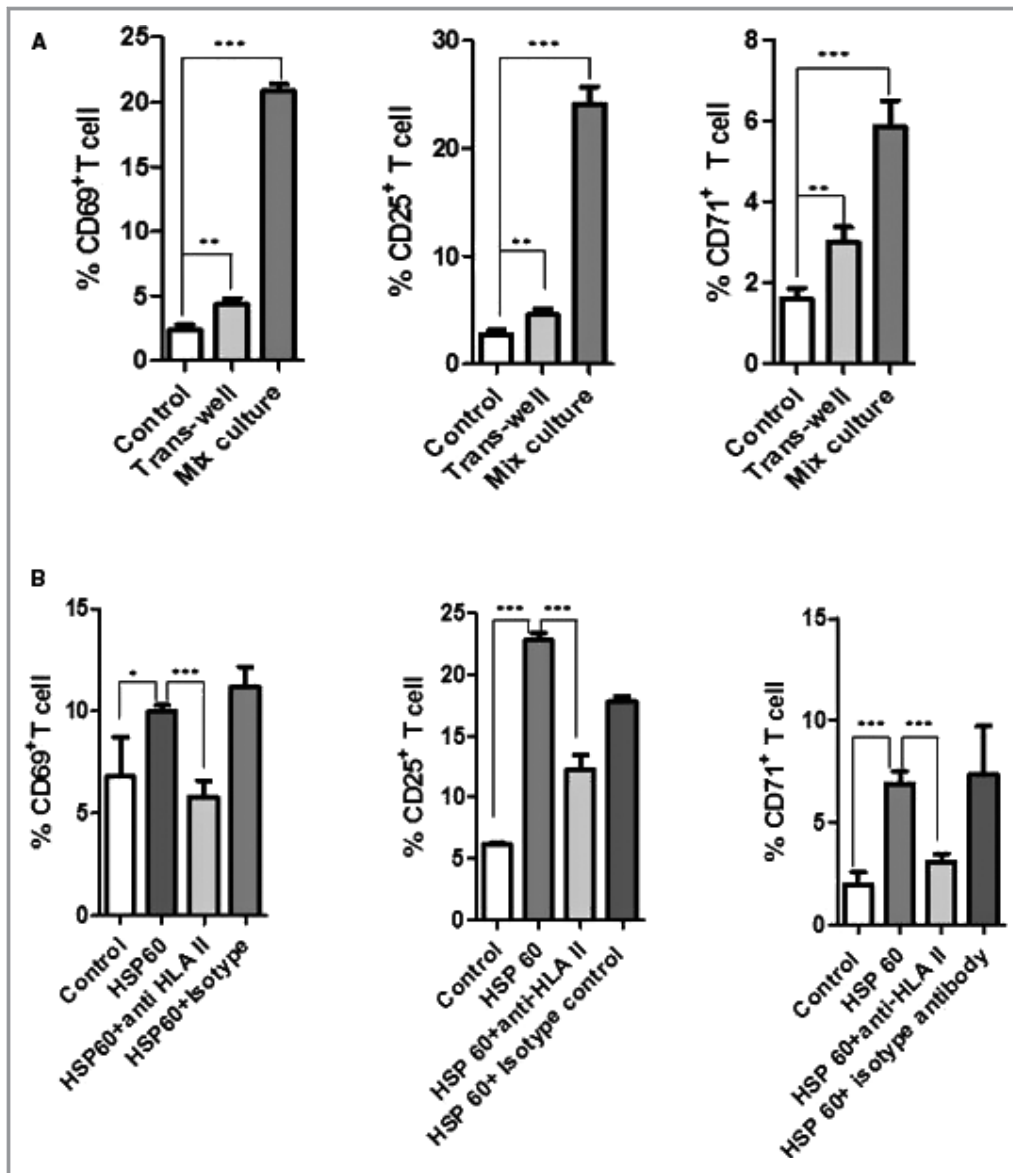 A
% CD69+ T cell
25
20
15
10
5
0
***
**
Control
Trans-well
Mix culture
% CD25+ T cell
30
20
10
0
***
**
Control
Trans-well
Mix culture
% CD71+ T cell
8
6
4
2
0
***
**
Control
Trans-well
Mix culture
B
% CD69+ T cell
15
10
5
0
*
***
Control
HSP60
HSP60+anti HLA II
HSP60+Isotype
% CD25+ T cell
25
20
15
10
5
0
***
***
Control
HSP 60
HSP 60+anti-HLA II
HSP 60+ Isotype control
% CD71+ T cell
15
10
5
0
***
***
Control
HSP 60
HSP 60+anti-HLA II
HSP 60+ isotype antibody